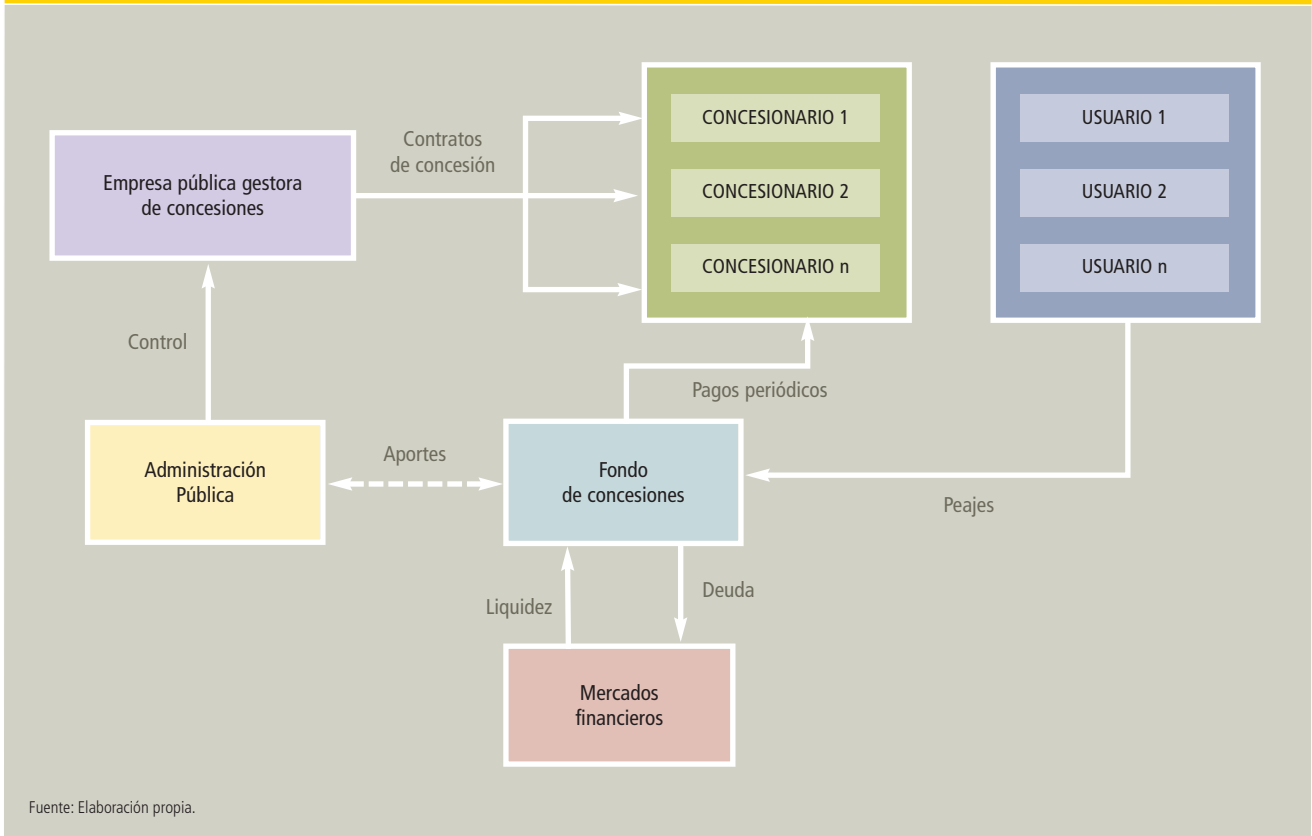 CONCESIONARIO 1
USUARIO 1
Contratos
de concesión
Empresa pública gestora
de concesiones
CONCESIONARIO 2
USUARIO 2
CONCESIONARIO n
USUARIO n
Control
Pagos periódicos
Administración
Pública
Aportes
Fondo
de concesiones
Peajes
Liquidez
Deuda
Mercados
financieros
Fuente: Elaboración propia.